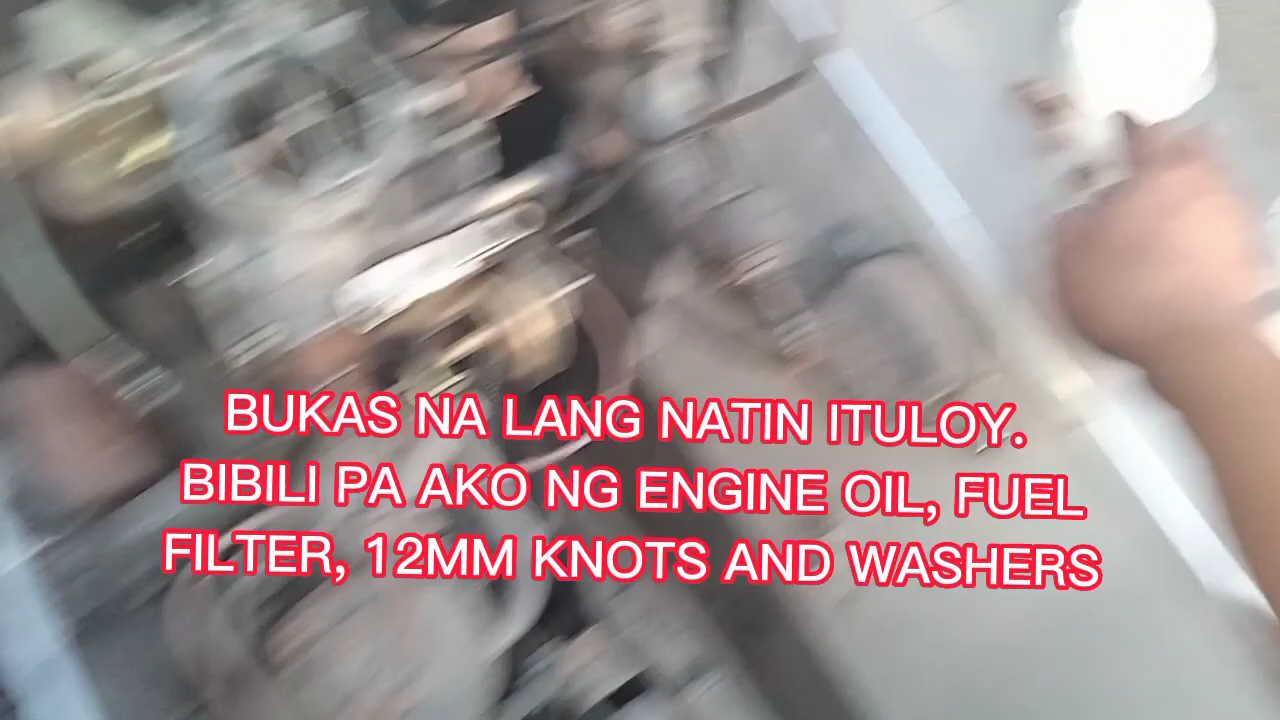 BUKAS NA LANG NATIN ITULOY.
BIBILI PA AKO NG ENGINE OIL, FUEL
FILTER, 12MM KNOTS AND WASHERS